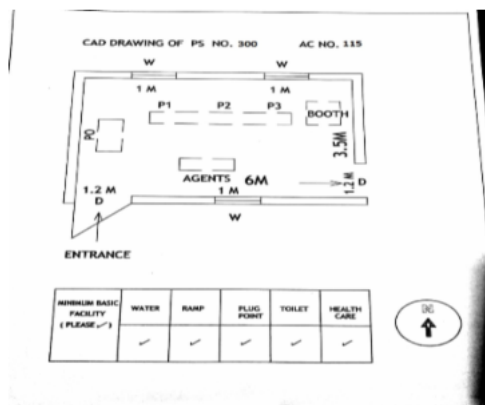 CAD DRAWING OF PS NO. 300 AC NO. 115
W W
1 M 1 M
P1 P2 P3
BOOTH
PO
3.5M
AGENTS 6M
1.2 M 1 M 1.2 M D
D
W
ENTRANCE
MINIMUM BASIC FACILITY ( PLEASE ✓ ) WATER RAMP PLUG POINT TOILET HEALTH CARE
✓ ✓ ✓ ✓ ✓
N